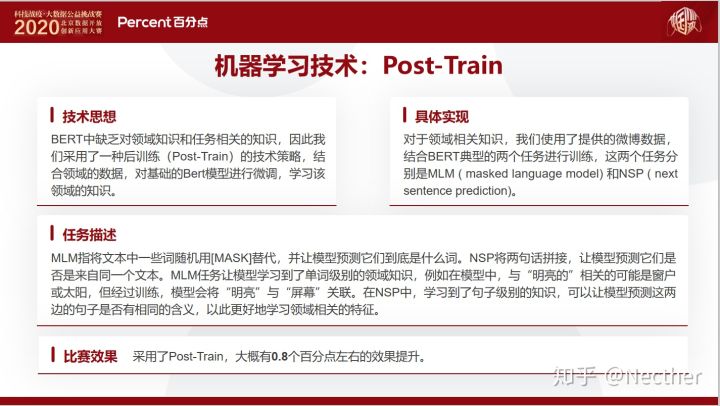 科技战疫·大数据公益挑战赛
2020 北京数据开放
创新应用大赛
Percent百分点
机器学习技术：Post-Train
技术思想
BERT中缺乏对领域知识和任务相关的知识，因此我
们采用了一种后训练（Post-Train）的技术策略，结
合领域的数据，对基础的Bert模型进行微调，学习该
领域的知识。
具体实现
对于领域相关知识，我们使用了提供的微博数据，
结合BERT典型的两个任务进行训练，这两个任务分
别是MLM ( masked language model) 和NSP ( next
sentence prediction)。
任务描述
MLM指将文本中一些词随机用[MASK]替代，并让模型预测它们到底是什么词。NSP将两句话拼接，让模型预测它们是
否是来自同一个文本。MLM任务让模型学习到了单词级别的领域知识，例如在模型中，与“明亮的”相关的可能是窗户
或太阳，但经过训练，模型会将“明亮”与“屏幕”关联。在NSP中，学习到了句子级别的知识，可以让模型预测这两
边的句子是否有相同的含义，以此更好地学习领域相关的特征。
比赛效果 采用了Post-Train，大概有0.8个百分点左右的效果提升。
知乎 @Necther